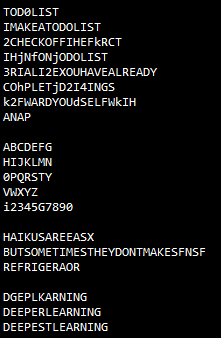 TOD0LIST
IMAKEATODOLIST
2CHECKOFFIHEFkRCT
IHjNfONjODOLIST
3RIALI2EXOUHAVEALREADY
COhPLETjD2I4INGS
k2FWARDYOUdSELFWkIH
ANAP

ABCDEFG
HIJKLMN
0PQRSTY
VWXYZ
i2345G7890

HAIKUSAREEASX
BUTSOMETIMESTHEYDONTMAKESFNSF
REFRIGERAOR

DGEPLKARNING
DEEPERLEARNING
DEEPESTLEARNING